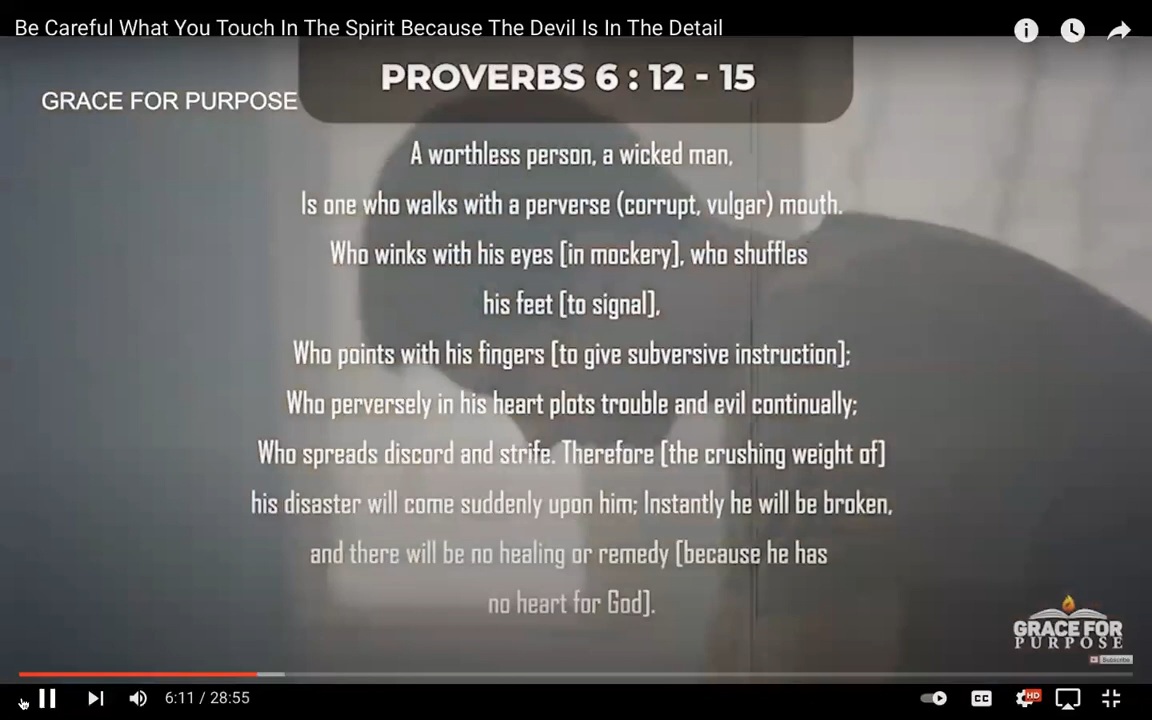 Be Careful What You Touch In The Spirit Because The Devil Is In The Detail
PROVERBS 6 : 12 - 15
GRACE FOR PURPOSE
A worthless person, a wicked man,
Is one who walks with a perverse (corrupt, vulgar) mouth.
Who winks with his eyes [in mockery], who shuffles
his feet [to signal],
Who points with his fingers [to give subversive instruction];
Who perversely in his heart plots trouble and evil continually;
Who spreads discord and strife. Therefore [the crushing weight of]
his disaster will come suddenly upon him; Instantly he will be broken,
and there will be no healing or remedy [because he has
no heart for God].
GRACE FOR
PURPOSE
Subscribe
6:11 / 28:55
CC
HD